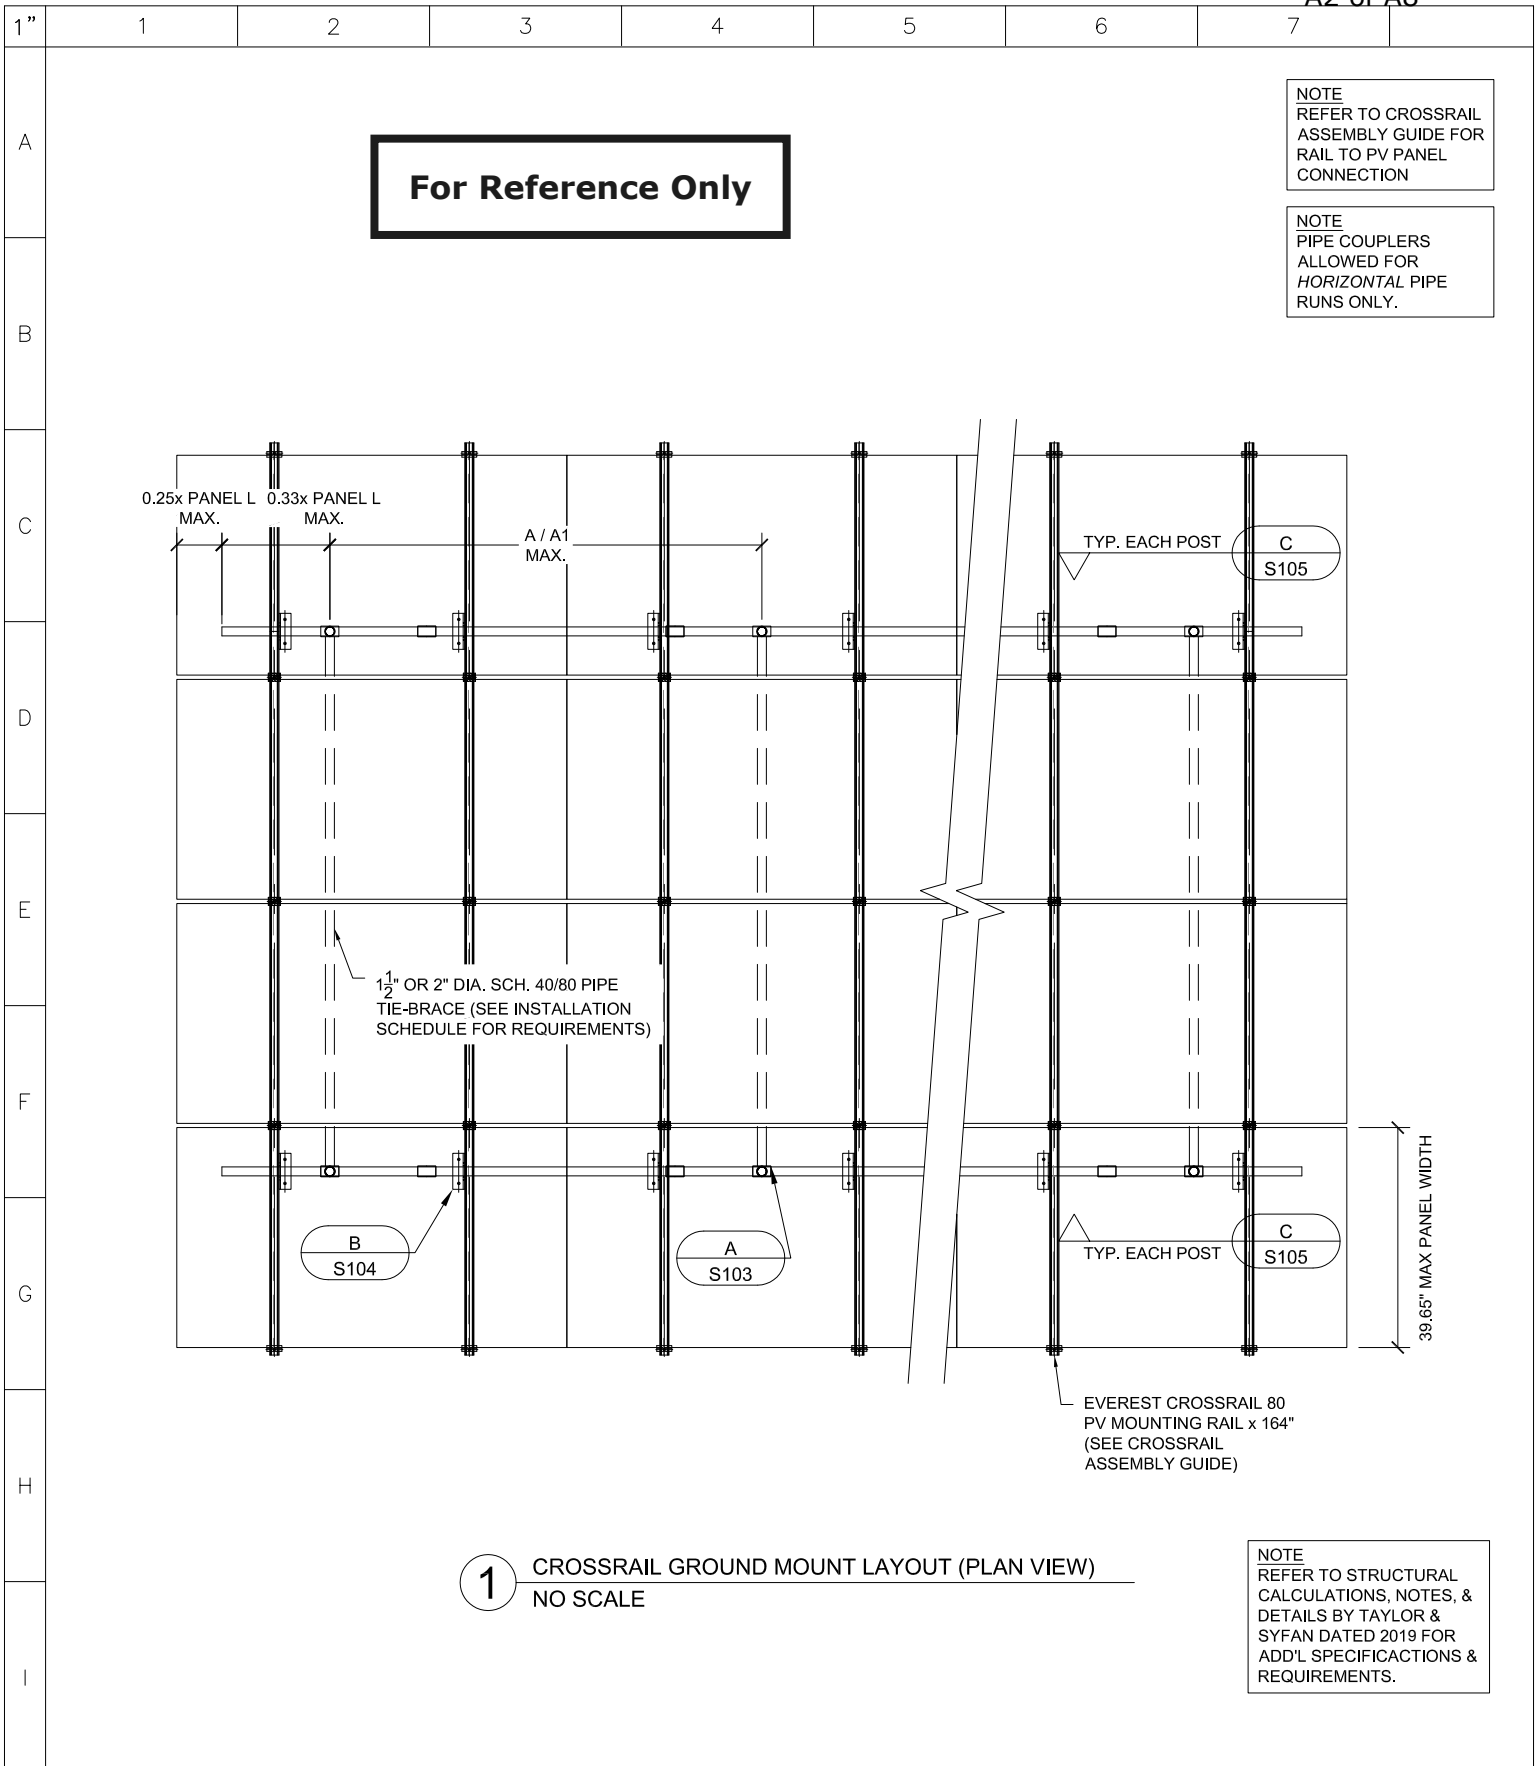 A2 of A8
1” 1 2 3 4 5 6 7
A
B
C
D
E
F
G
H
I
NOTE
REFER TO CROSSRAIL
ASSEMBLY GUIDE FOR
RAIL TO PV PANEL
CONNECTION
For Reference Only
NOTE
PIPE COUPLERS
ALLOWED FOR
HORIZONTAL PIPE
RUNS ONLY.
0.25x PANEL L
MAX.
0.33x PANEL L
MAX.
A / A1
MAX.
TYP. EACH POST
C
S105
1 1/2" OR 2" DIA. SCH. 40/80 PIPE
TIE-BRACE (SEE INSTALLATION
SCHEDULE FOR REQUIREMENTS)
39.65" MAX PANEL WIDTH
B
S104
A
S103
TYP. EACH POST
C
S105
EVEREST CROSSRAIL 80
PV MOUNTING RAIL x 164"
(SEE CROSSRAIL
ASSEMBLY GUIDE)
1
CROSSRAIL GROUND MOUNT LAYOUT (PLAN VIEW)
NO SCALE
NOTE
REFER TO STRUCTURAL
CALCULATIONS, NOTES, &
DETAILS BY TAYLOR &
SYFAN DATED 2019 FOR
ADD'L SPECIFICACTIONS &
REQUIREMENTS.